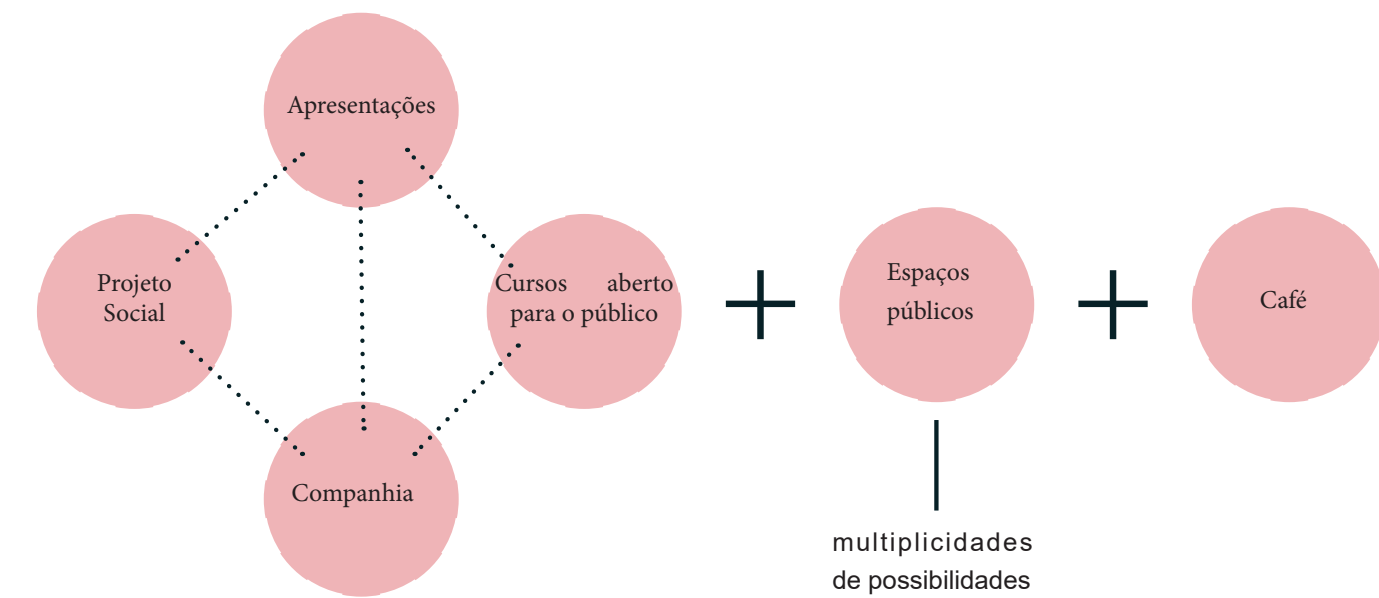 Apresentações
Projeto
Social
Cursos aberto
para o público
Companhia
Espaços
públicos
Café
multiplicidades
de possibilidades